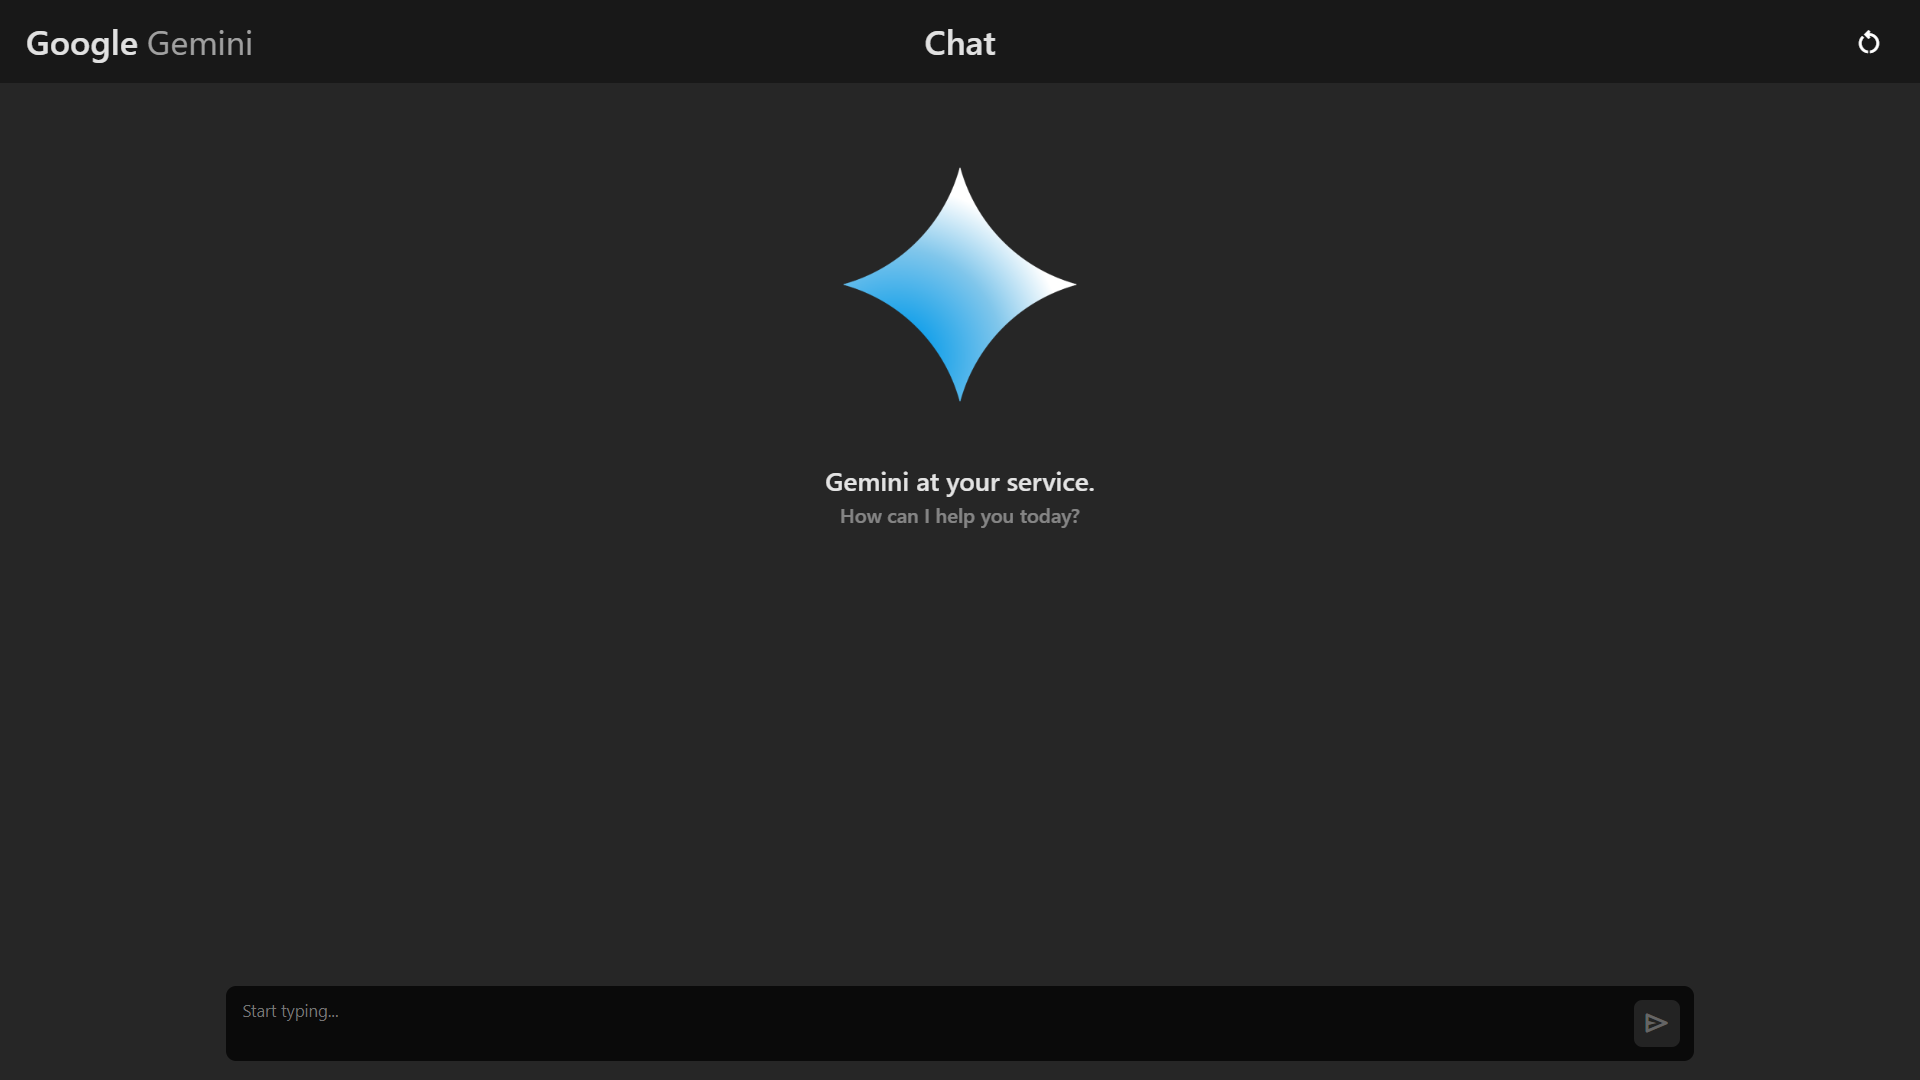 Google Gemini
Chat
Gemini at your service.
How can I help you today?
Start typing...